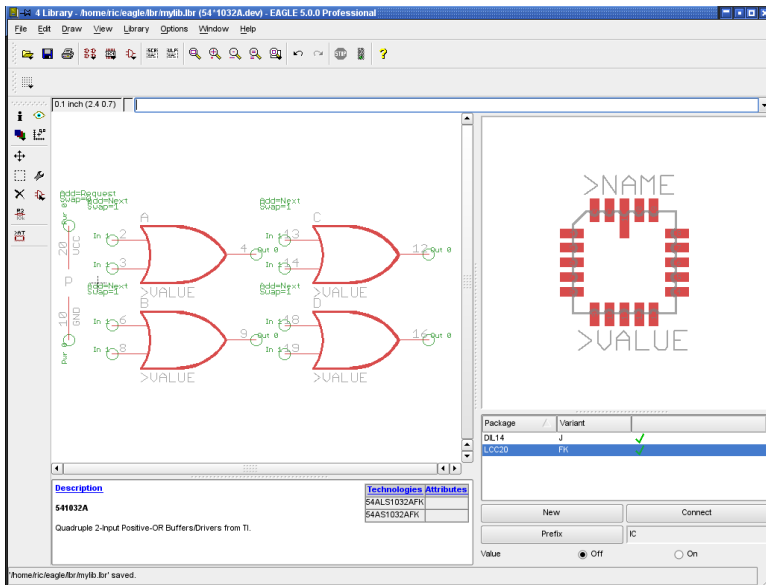 4 Library - /home/ric/eagle/lbr/mylib.lbr (54*1032A.dev) - EAGLE 5.0.0 Professional
File Edit Draw View Library Options Window Help
0.1 inch (2.4 0.7)
Add=Request
Swap=0
Add=Next
Swap=1
Add=Next
Swap=1
A
C
Pwr 0
20
VCC
In 1 2
4 Out 0
In 1 13
12 Out 0
In 1 3
In 1 14
P
>VALUE
>VALUE
Add=Next
Swap=1
Add=Next
Swap=1
B
D
10
GND
Pwr 0
In 1 6
9 Out 0
In 1 18
16 Out 0
In 1 8
In 1 19
>VALUE
>VALUE
>NAME
>VALUE
Package Variant
DIL14 J
LCC20 FK
New Connect
Prefix IC
Value Off On
Description
541032A
Quadruple 2-Input Positive-OR Buffers/Drivers from TI.
Technologies Attributes
54ALS1032AFK
54AS1032AFK
'/home/ric/eagle/lbr/mylib.lbr' saved.